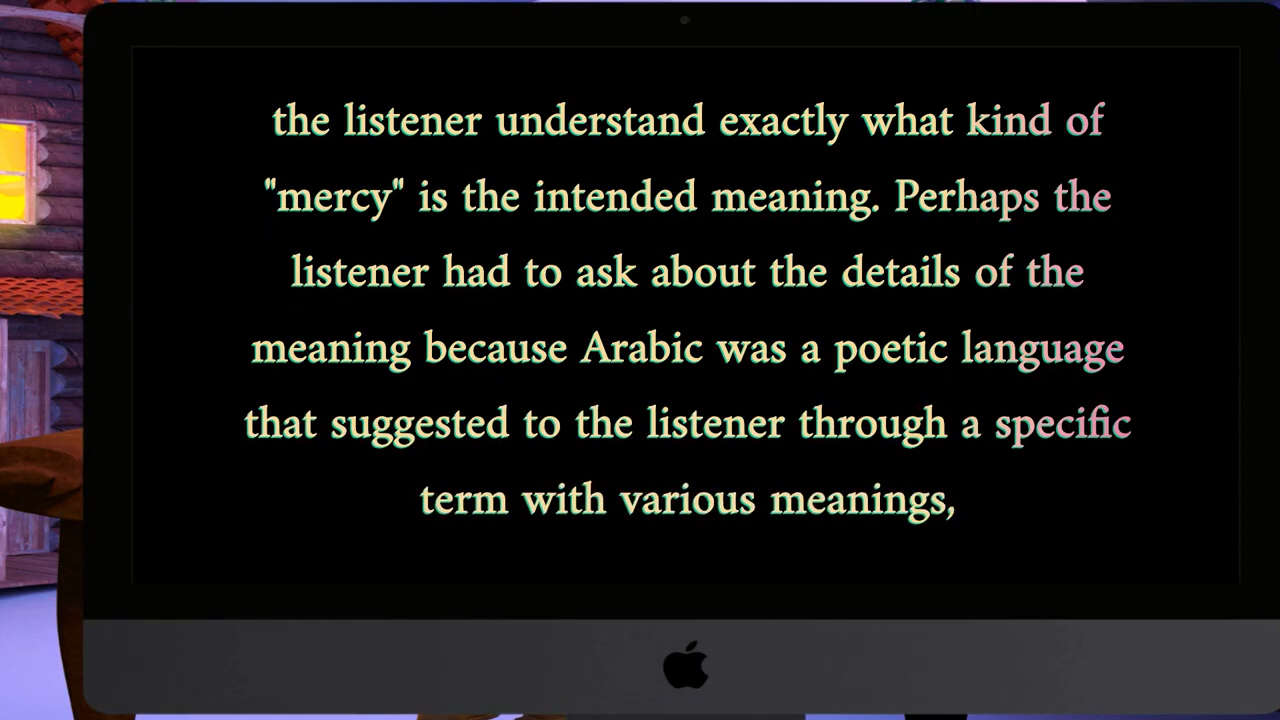 the listener understand exactly what kind of
"mercy" is the intended meaning. Perhaps the
listener had to ask about the details of the
meaning because Arabic was a poetic language
that suggested to the listener through a specific
term with various meanings,